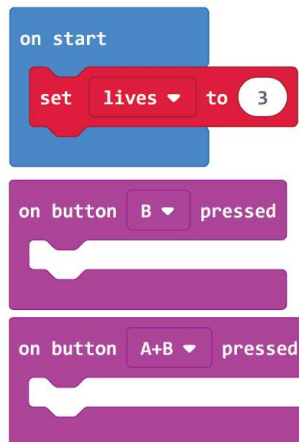 on start
set lives to 3
on button B pressed
on button A+B pressed